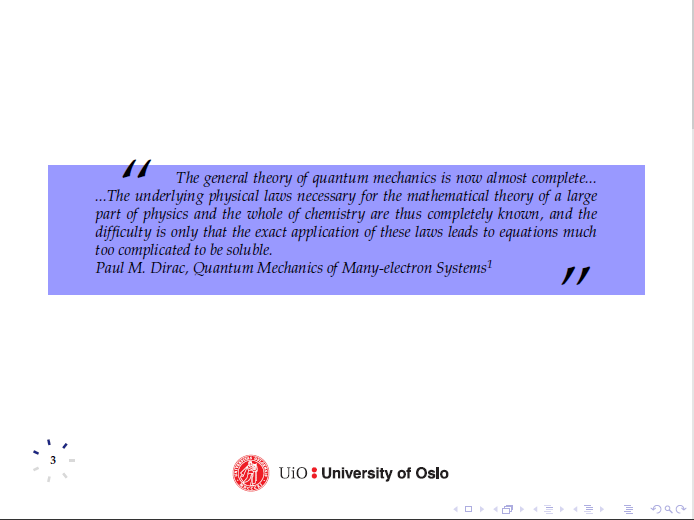 “ The general theory of quantum mechanics is now almost complete...
...The underlying physical laws necessary for the mathematical theory of a large
part of physics and the whole of chemistry are thus completely known, and the
difficulty is only that the exact application of these laws leads to equations much
too complicated to be soluble.
Paul M. Dirac, Quantum Mechanics of Many-electron Systems¹ ”
3
UiO : University of Oslo